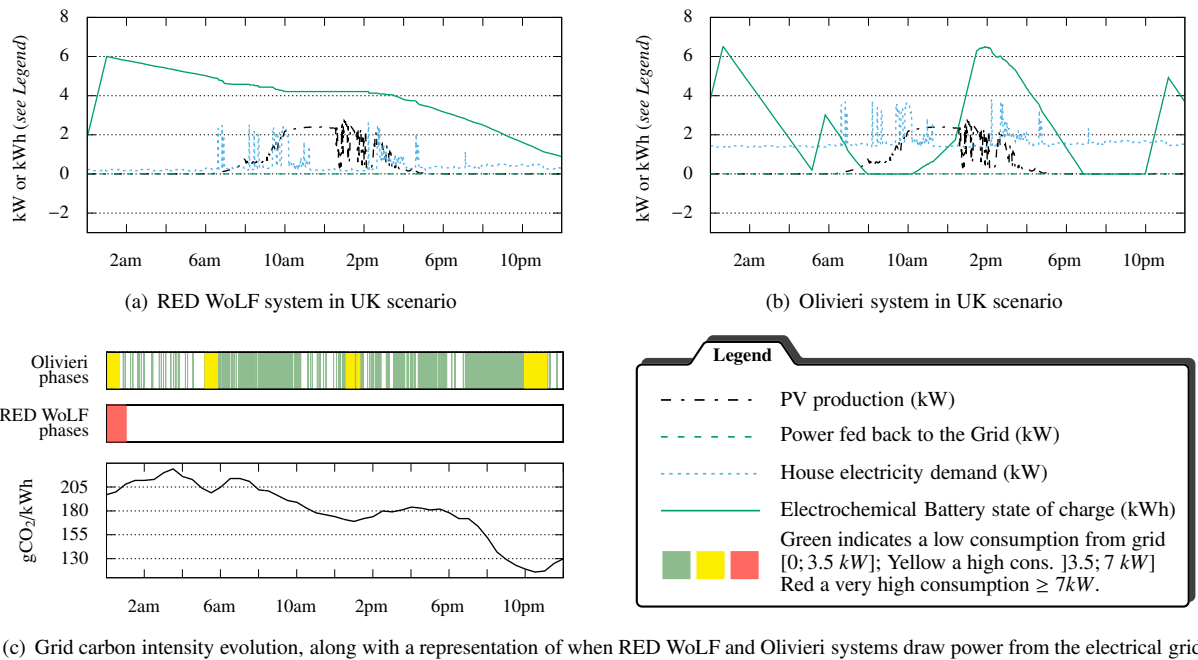 8
6
4
2
0
−2
kW or kWh (see Legend)
2am 6am 10am 2pm 6pm 10pm
(a) RED WoLF system in UK scenario
8
6
4
2
0
−2
kW or kWh (see Legend)
2am 6am 10am 2pm 6pm 10pm
(b) Olivieri system in UK scenario
Olivieri
phases
RED WoLF
phases
205
180
155
130
gCO₂/kWh
2am 6am 10am 2pm 6pm 10pm
Legend
PV production (kW)
Power fed back to the Grid (kW)
House electricity demand (kW)
Electrochemical Battery state of charge (kWh)
Green indicates a low consumption from grid
[0; 3.5 kW]; Yellow a high cons. ]3.5; 7 kW]
Red a very high consumption ≥ 7kW.
(c) Grid carbon intensity evolution, along with a representation of when RED WoLF and Olivieri systems draw power from the electrical grid